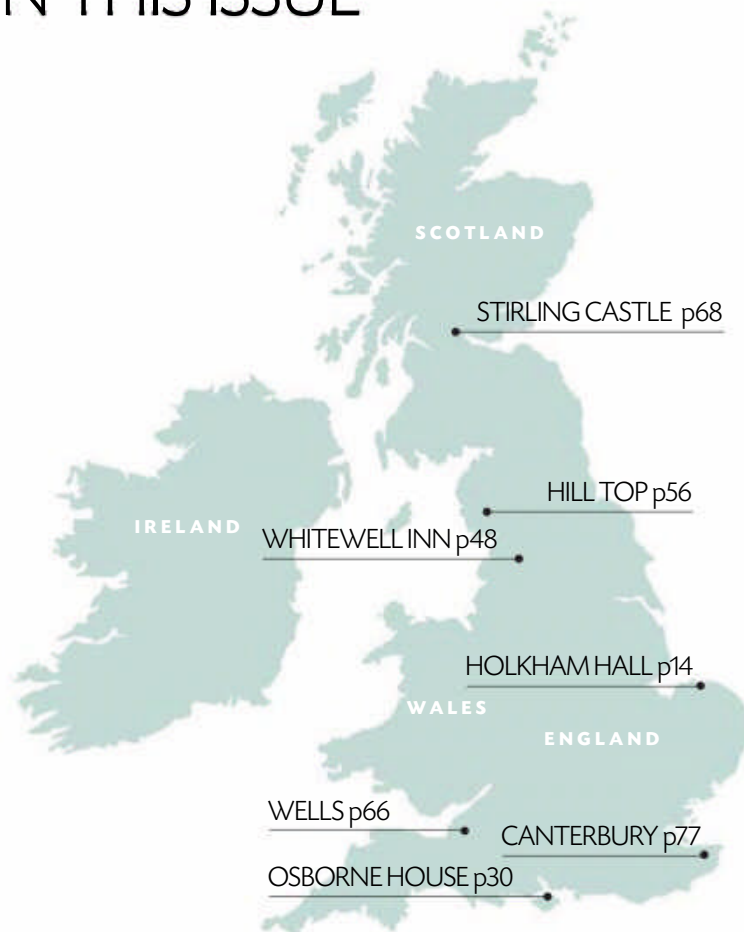 IN THIS ISSUE
SCOTLAND
STIRLING CASTLE p68
HILL TOP p56
IRELAND
WHITEWELL INN p48
HOLKHAM HALL p14
WALES
ENGLAND
WELLS p66
CANTERBURY p77
OSBORNE HOUSE p30